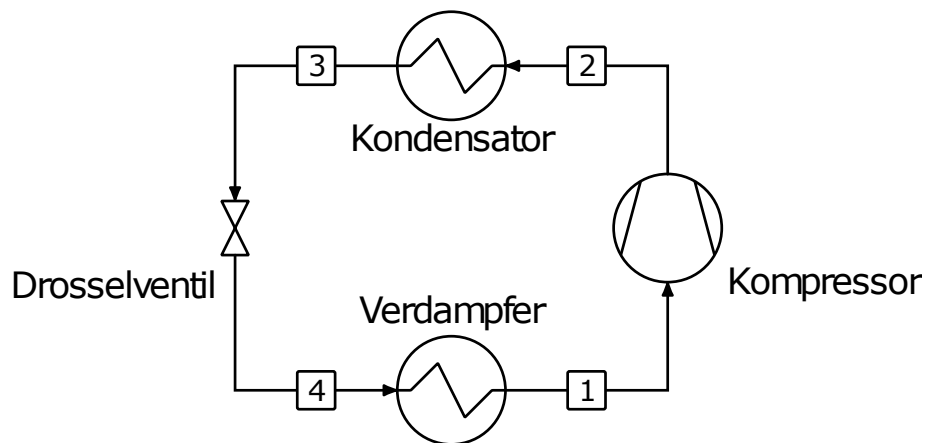 3
2
Kondensator
Drosselventil
Kompressor
Verdampfer
4
1